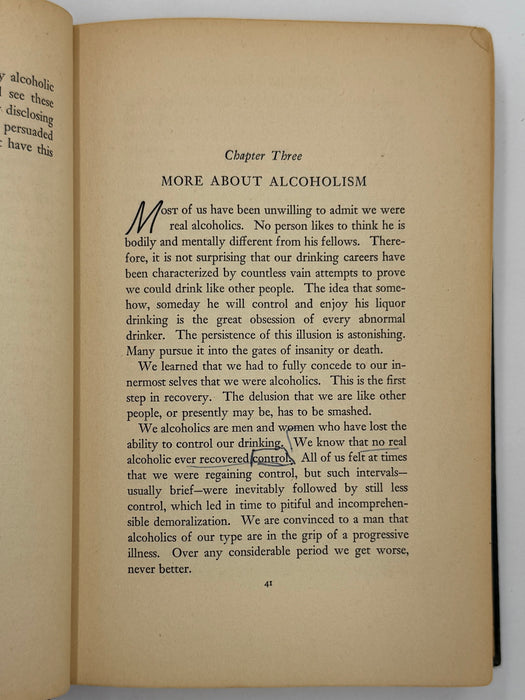 y alcoholic
l see these
disclosing
persuaded
have this
Chapter Three
MORE ABOUT ALCOHOLISM
MOST of us have been unwilling to admit we were
real alcoholics. No person likes to think he is
bodily and mentally different from his fellows. There-
fore, it is not surprising that our drinking careers have
been characterized by countless vain attempts to prove
we could drink like other people. The idea that some-
how, someday he will control and enjoy his liquor
drinking is the great obsession of every abnormal
drinker. The persistence of this illusion is astonishing.
Many pursue it into the gates of insanity or death.
We learned that we had to fully concede to our in-
nermost selves that we were alcoholics. This is the first
step in recovery. The delusion that we are like other
people, or presently may be, has to be smashed.
We alcoholics are men and women who have lost the
ability to control our drinking. We know that no real
alcoholic ever recovered control. All of us felt at times
that we were regaining control, but such intervals—
usually brief—were inevitably followed by still less
control, which led in time to pitiful and incomprehen-
sible demoralization. We are convinced to a man that
alcoholics of our type are in the grip of a progressive
illness. Over any considerable period we get worse,
never better.
41